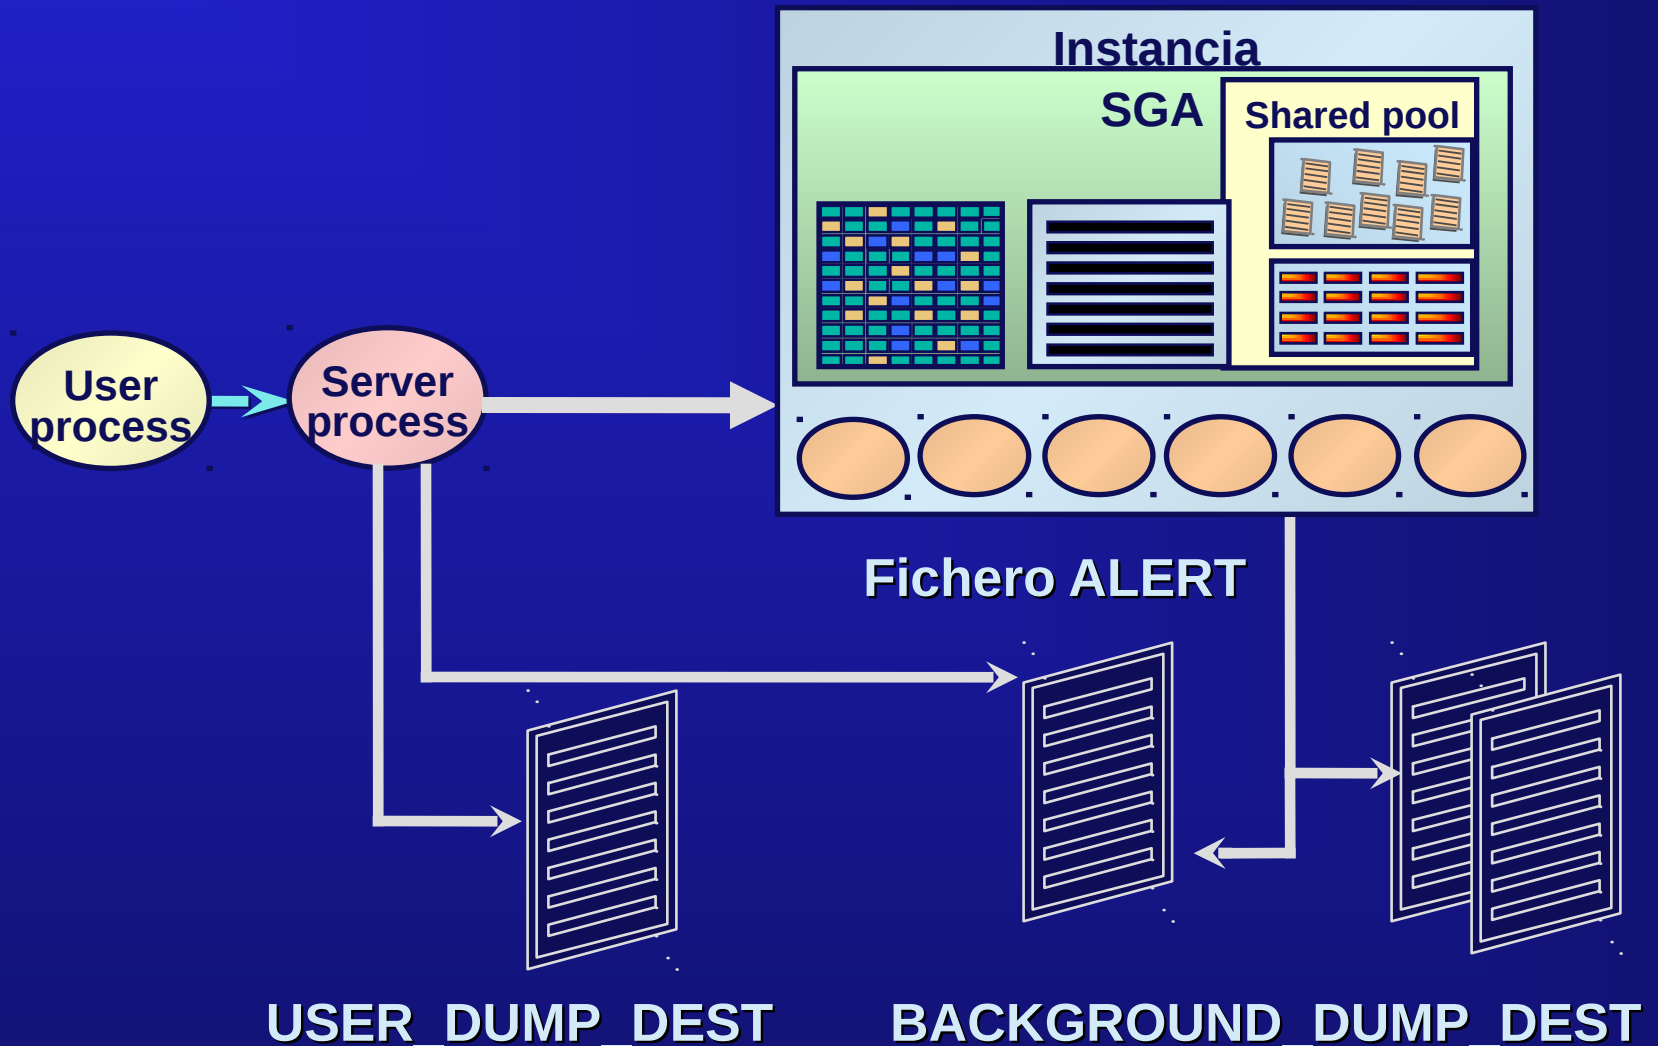 Instancia
SGA
Shared pool
User
process
Server
process
Fichero ALERT
USER_DUMP_DEST
BACKGROUND_DUMP_DEST